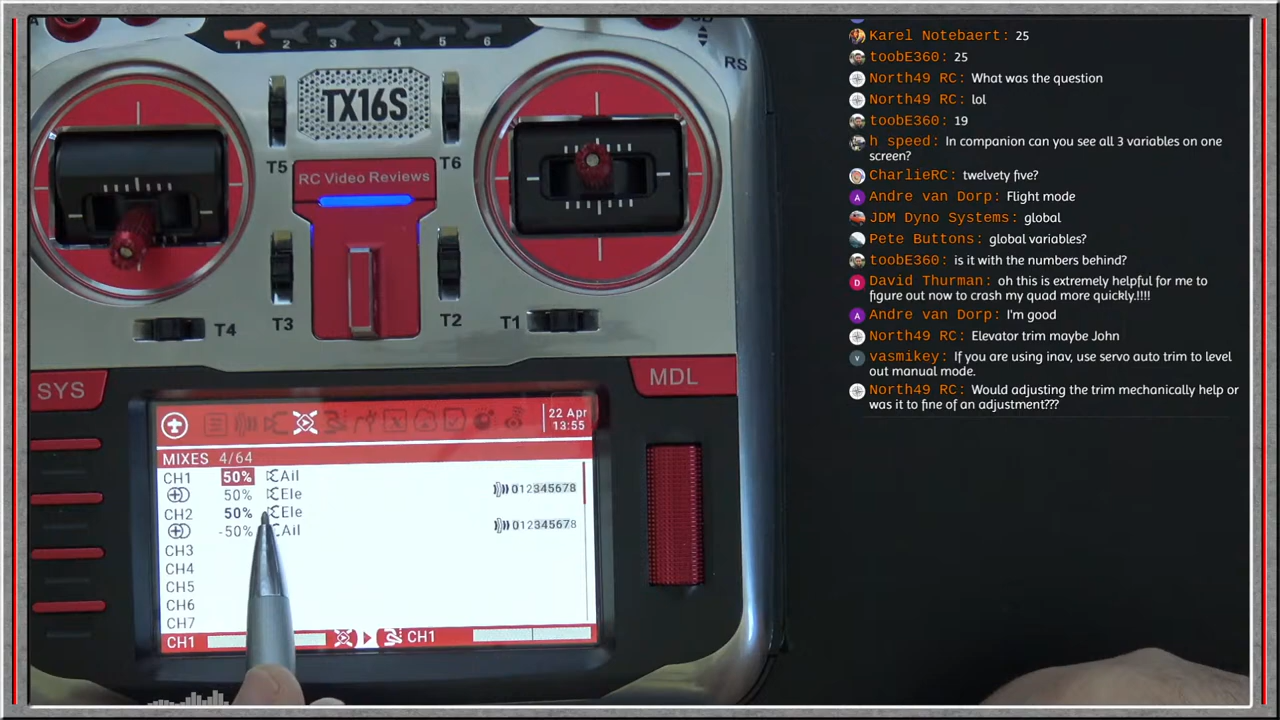 1 2 3 4 5 6
RS
TX16S
T5
T6
RC Video Reviews
T4
T3
T2
T1
SYS
MDL
22 Apr
13:55
MIXES 4/64
CH1 50% Ail
50% Ele 012345678
CH2 50% Ele
-50% Ail 012345678
CH3
CH4
CH5
CH6
CH7
CH1 CH1
Karel Notebaert: 25
toobE360: 25
North49 RC: What was the question
North49 RC: lol
toobE360: 19
h speed: In companion can you see all 3 variables on one
screen?
CharlieRC: twelvety five?
Andre van Dorp: Flight mode
JDM Dyno Systems: global
Pete Buttons: global variables?
toobE360: is it with the numbers behind?
David Thurman: oh this is extremely helpful for me to
figure out now to crash my quad more quickly.!!!!
Andre van Dorp: I'm good
North49 RC: Elevator trim maybe John
vasmikey: If you are using inav, use servo auto trim to level
out manual mode.
North49 RC: Would adjusting the trim mechanically help or
was it to fine of an adjustment???